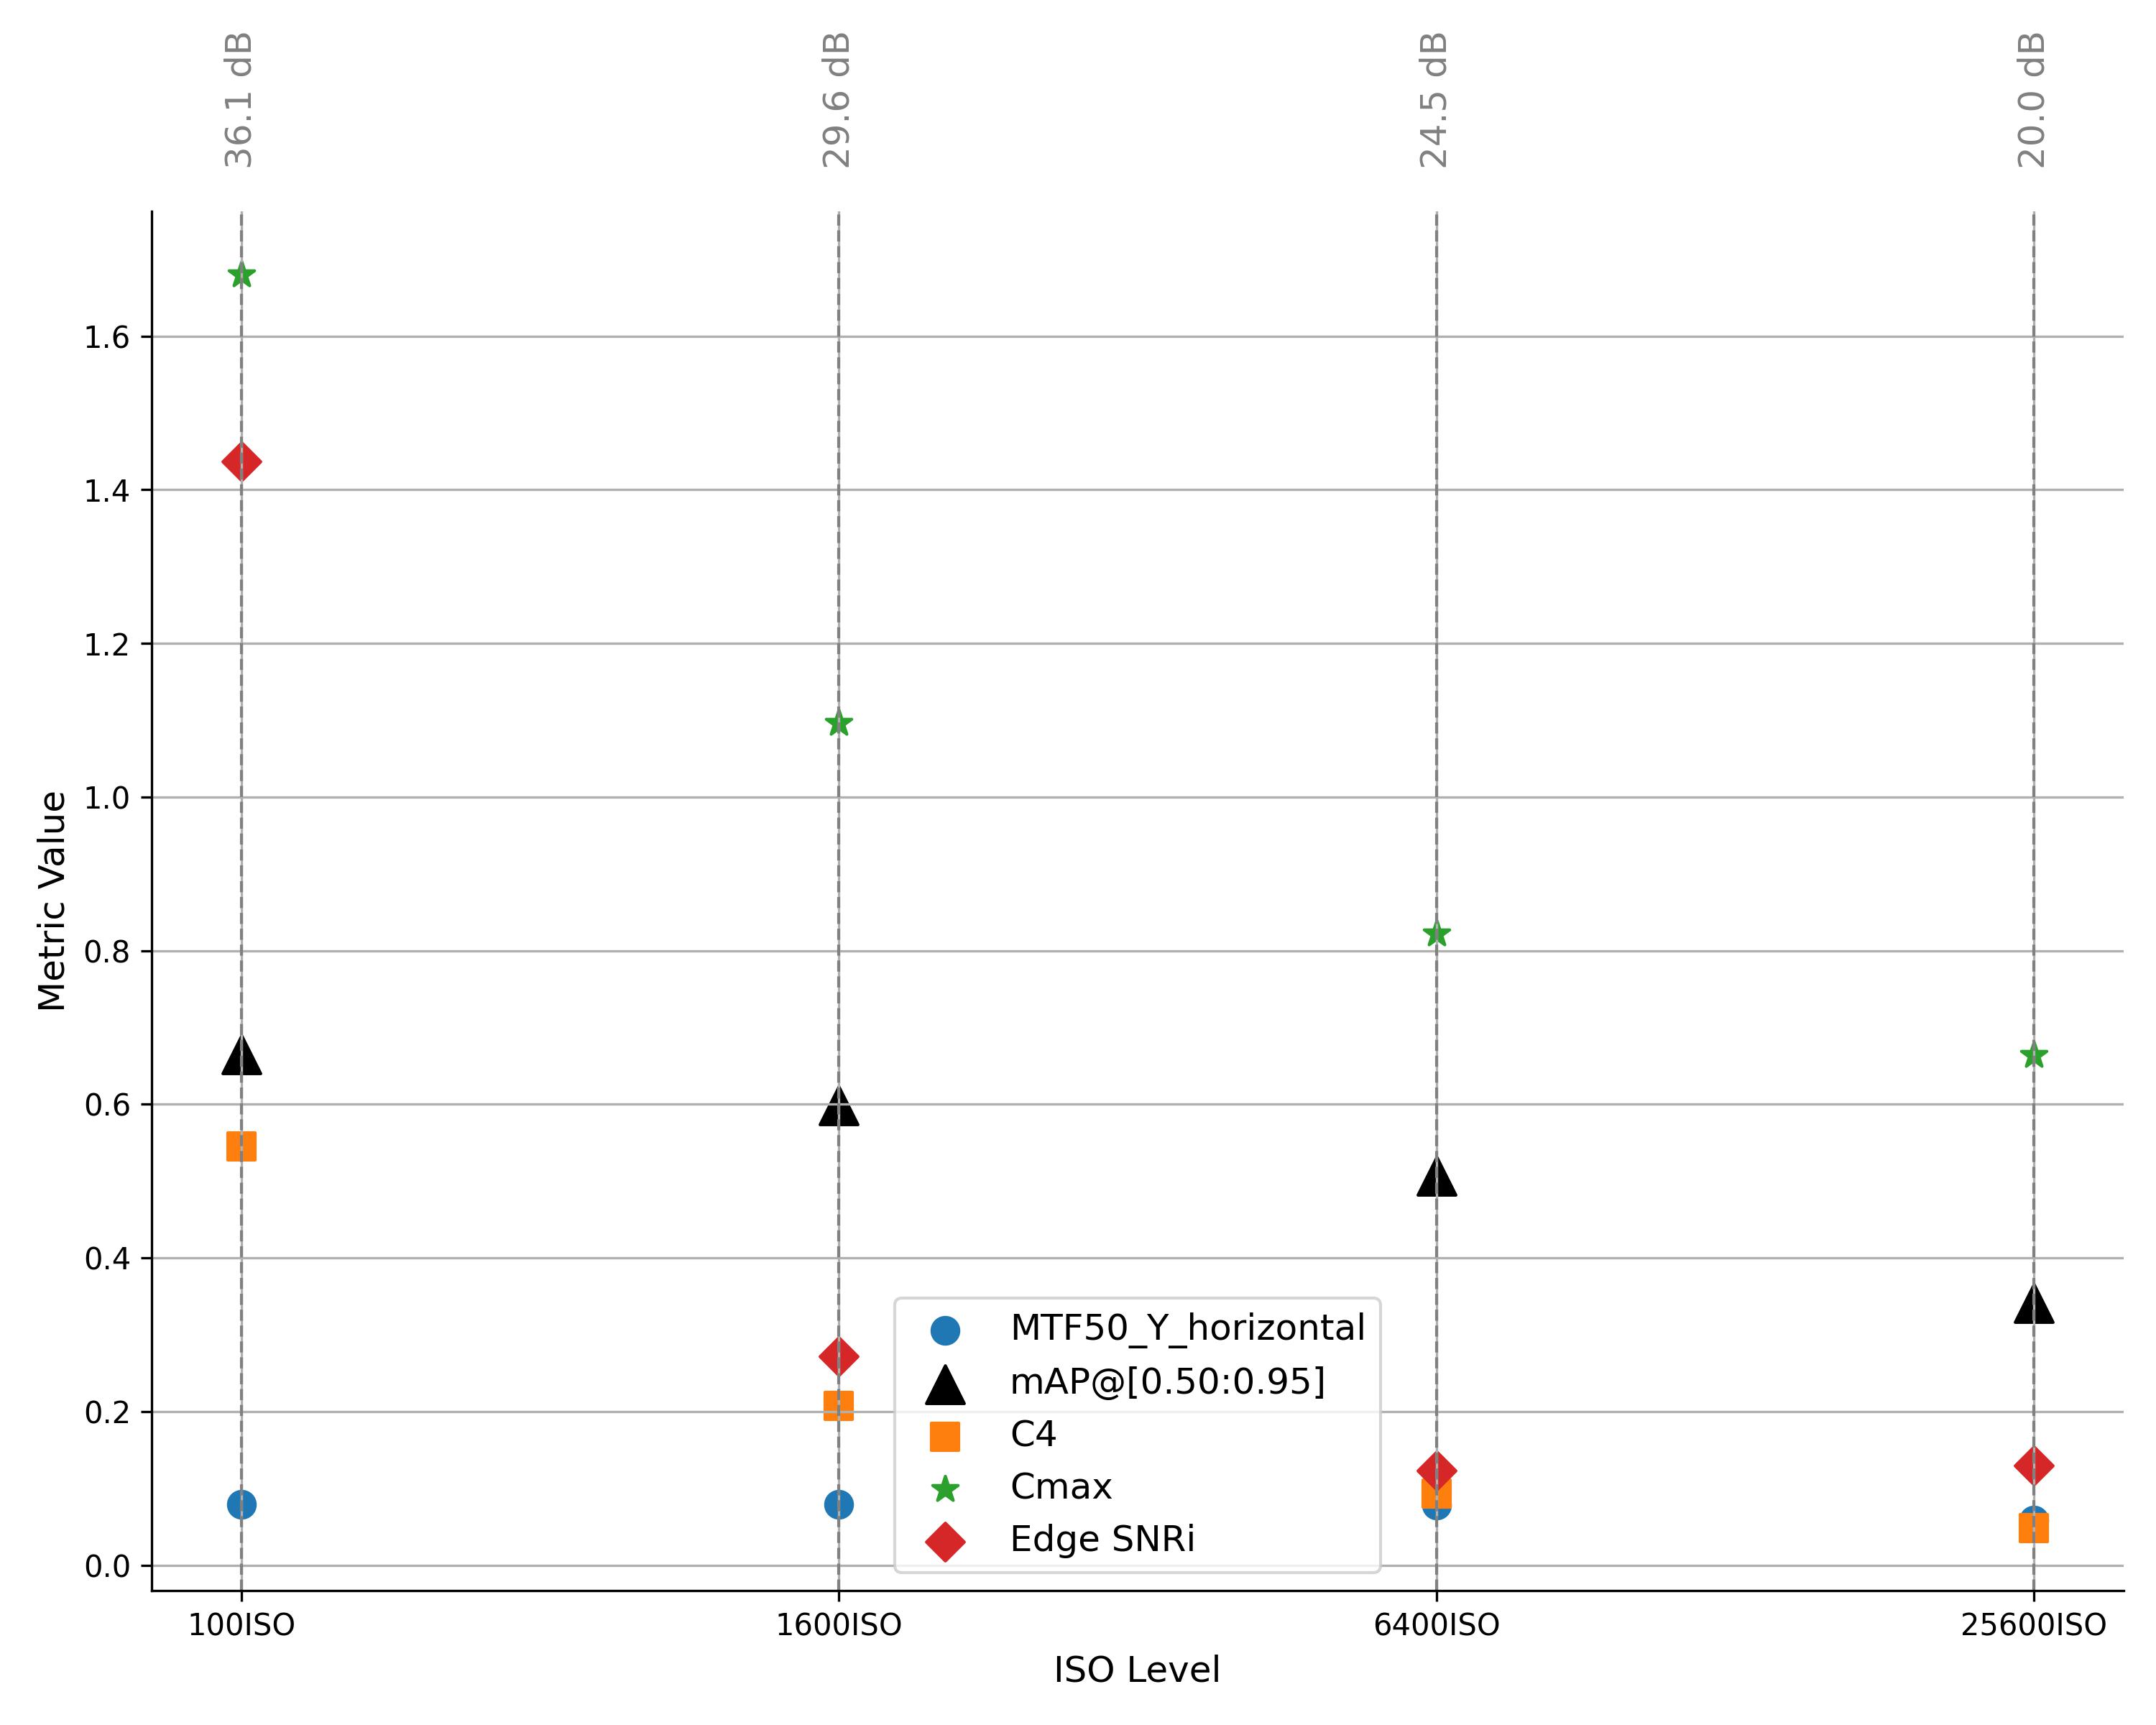 36.1 dB
29.6 dB
24.5 dB
20.0 dB
1.6
1.4
1.2
1.0
0.8
0.6
0.4
0.2
0.0
Metric Value
MTF50_Y_horizontal
mAP@[0.50:0.95]
C4
Cmax
Edge SNRi
100ISO
1600ISO
6400ISO
25600ISO
ISO Level